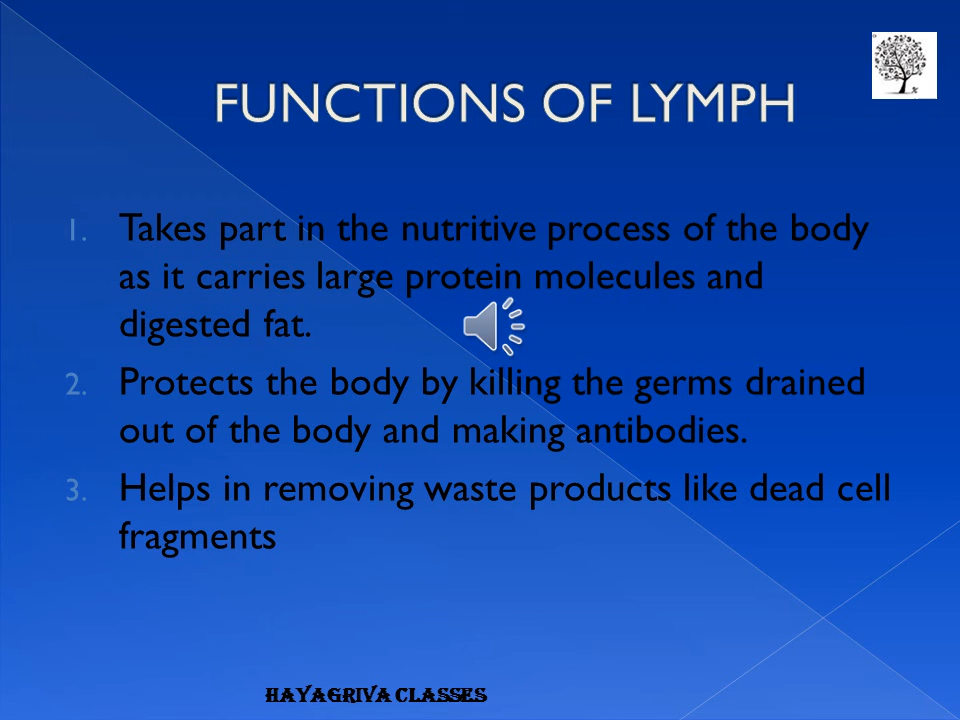 FUNCTIONS OF LYMPH
1. Takes part in the nutritive process of the body
as it carries large protein molecules and
digested fat.
2. Protects the body by killing the germs drained
out of the body and making antibodies.
3. Helps in removing waste products like dead cell
fragments
HAYAGRIVA CLASSES